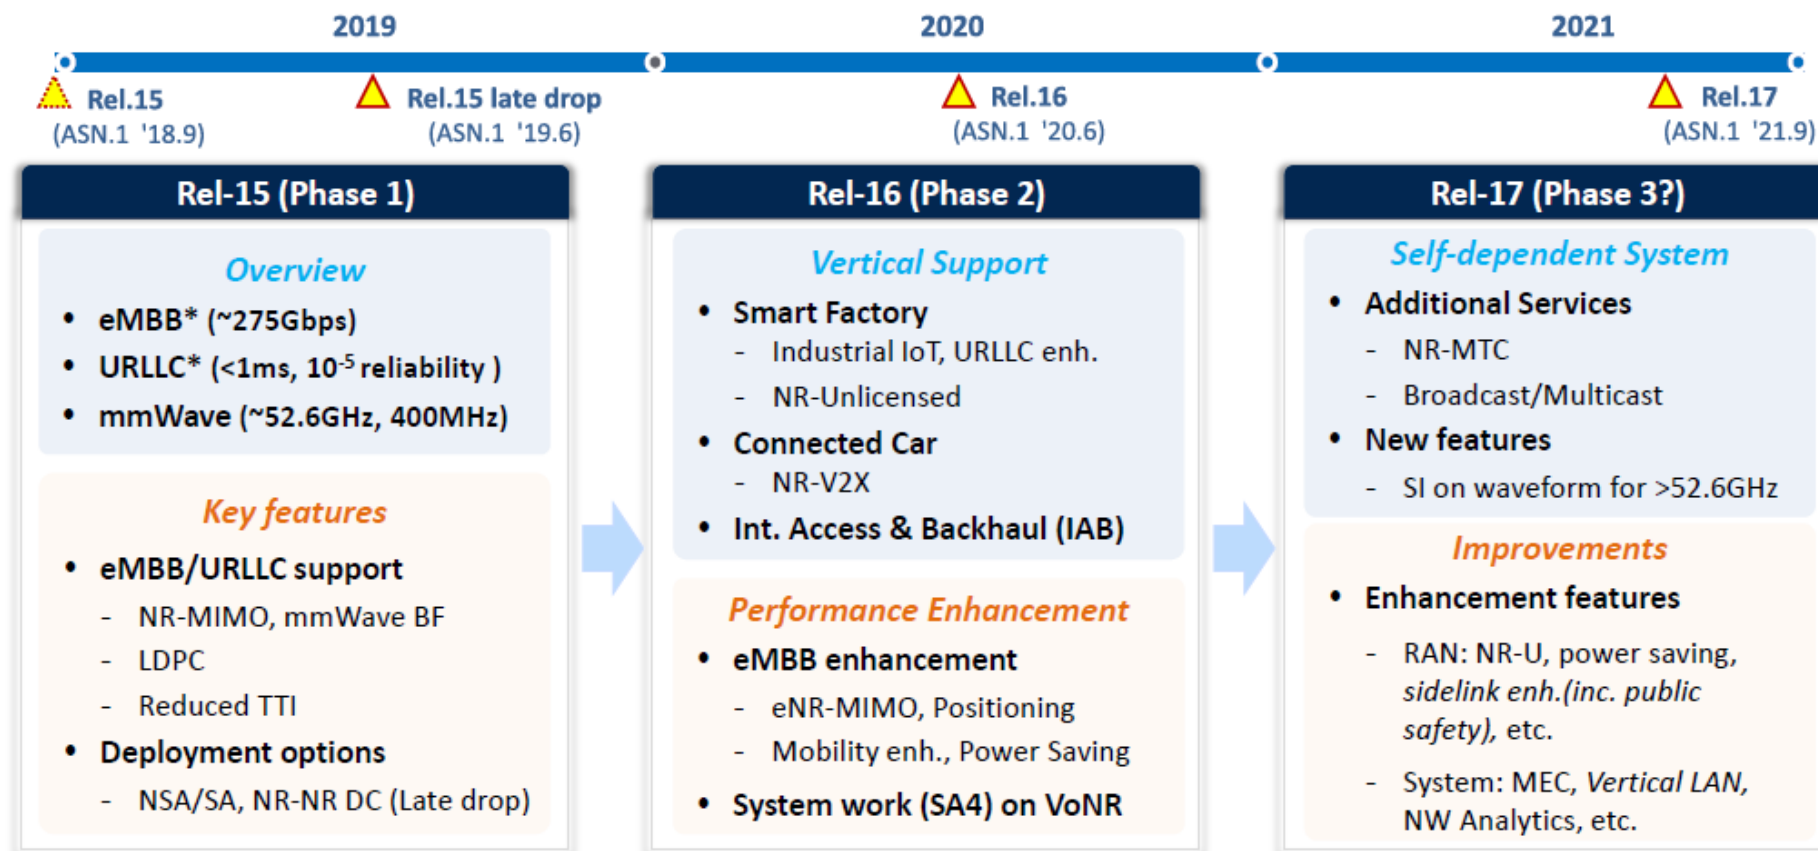 2019
2020
2021
Rel.15
(ASN.1 '18.9)
Rel.15 late drop
(ASN.1 '19.6)
Rel.16
(ASN.1 '20.6)
Rel.17
(ASN.1 '21.9)
Rel-15 (Phase 1)
Overview
• eMBB* (~275Gbps)
• URLLC* (<1ms, 10⁻⁵ reliability )
• mmWave (~52.6GHz, 400MHz)
Key features
• eMBB/URLLC support
- NR-MIMO, mmWave BF
- LDPC
- Reduced TTI
• Deployment options
- NSA/SA, NR-NR DC (Late drop)
Rel-16 (Phase 2)
Vertical Support
• Smart Factory
- Industrial IoT, URLLC enh.
- NR-Unlicensed
• Connected Car
- NR-V2X
• Int. Access & Backhaul (IAB)
Performance Enhancement
• eMBB enhancement
- eNR-MIMO, Positioning
- Mobility enh., Power Saving
• System work (SA4) on VoNR
Rel-17 (Phase 3?)
Self-dependent System
• Additional Services
- NR-MTC
- Broadcast/Multicast
• New features
- SI on waveform for >52.6GHz
Improvements
• Enhancement features
- RAN: NR-U, power saving,
sidelink enh.(inc. public
safety), etc.
- System: MEC, Vertical LAN,
NW Analytics, etc.